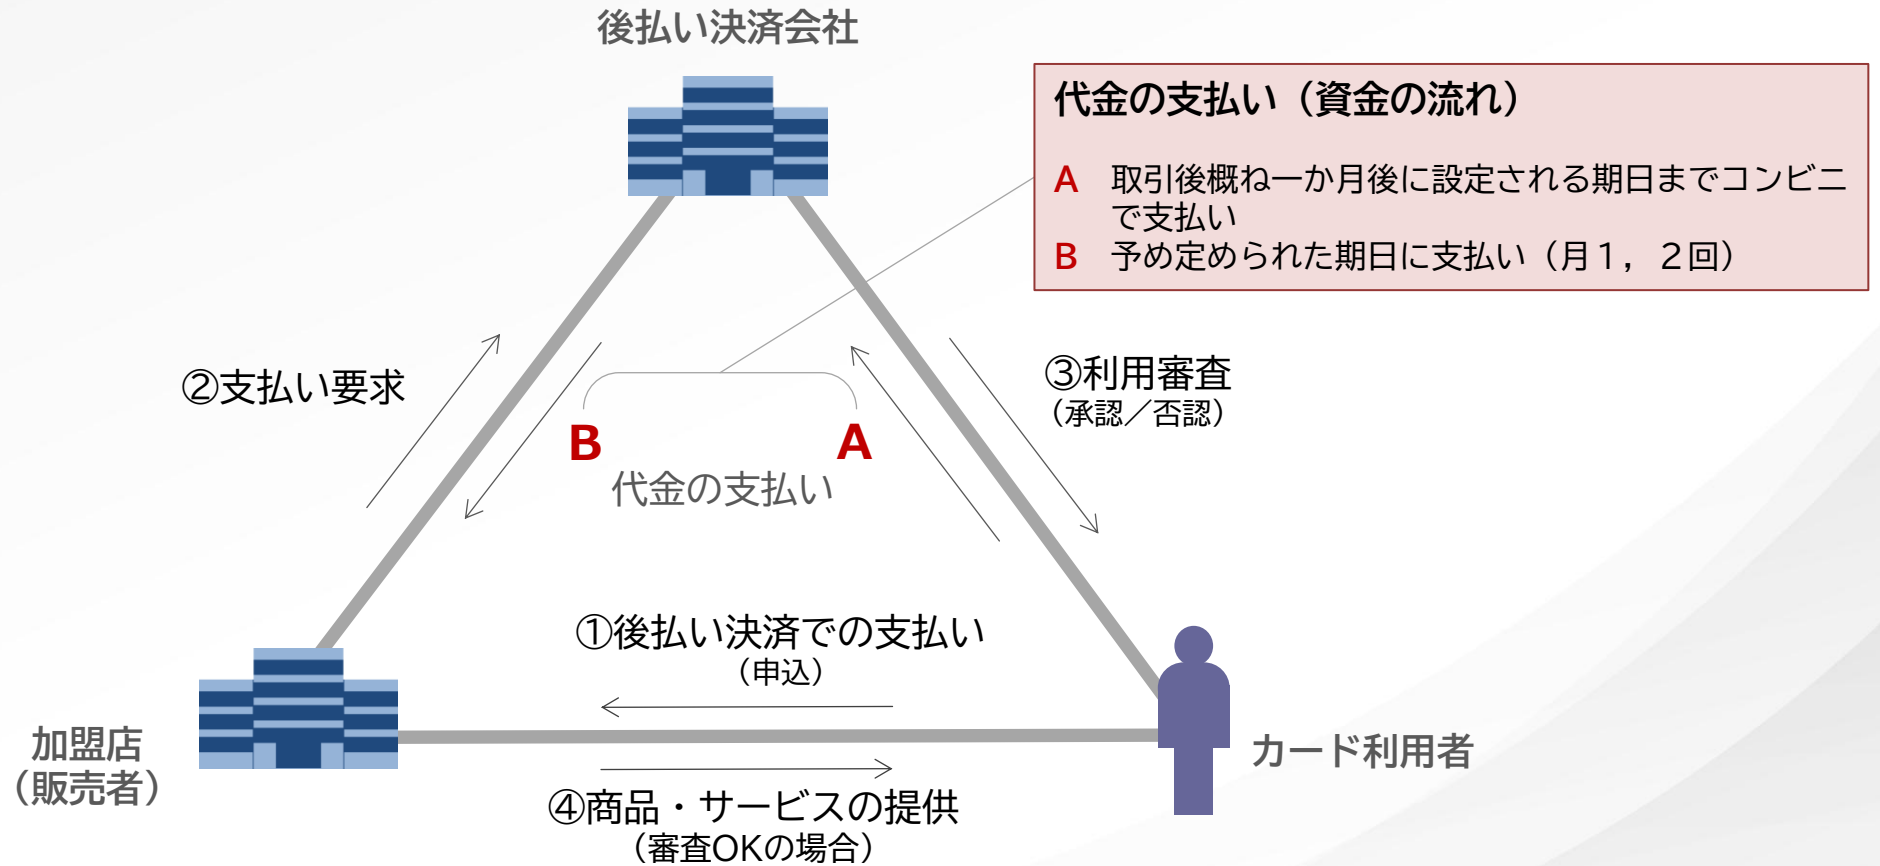 後払い決済会社
代金の支払い（資金の流れ）
A 取引後概ね一か月後に設定される期日までコンビニ
で支払い
B 予め定められた期日に支払い（月１，２回）
②支払い要求
③利用審査
（承認／否認）
B
A
代金の支払い
①後払い決済での支払い
（申込）
加盟店
（販売者）
カード利用者
④商品・サービスの提供
（審査OKの場合）